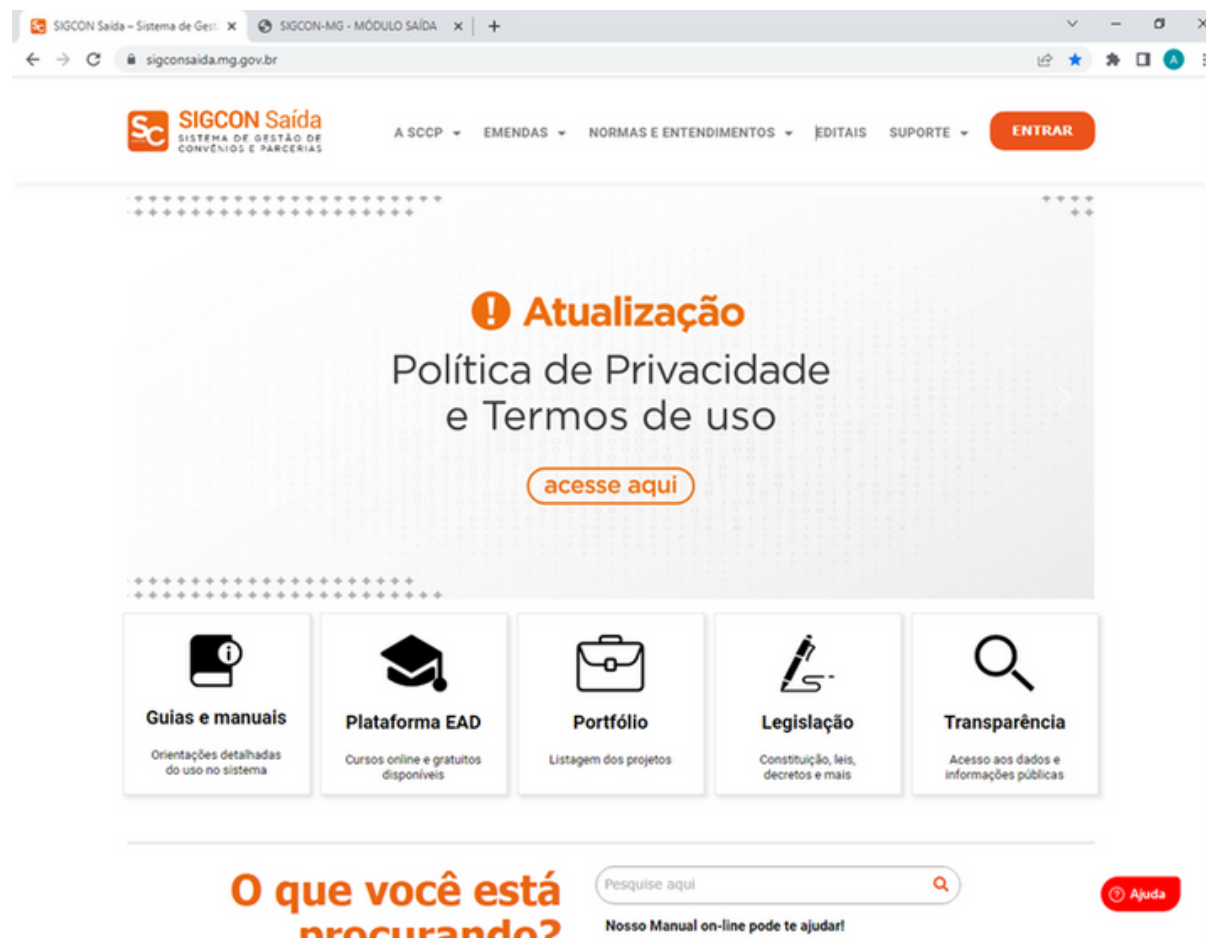 SIGCON Saída – Sistema de Gest
SIGCON-MG - MÓDULO SAÍDA
sigconsaida.mg.gov.br
A
SC
SIGCON Saída
SISTEMA DE GESTÃO DE
CONVÊNIOS E PARCERIAS
A SCCP
EMENDAS
NORMAS E ENTENDIMENTOS
EDITAIS
SUPORTE
ENTRAR
! Atualização
Política de Privacidade
e Termos de uso
acesse aqui
Guias e manuais
Orientações detalhadas
do uso no sistema
Plataforma EAD
Cursos online e gratuitos
disponíveis
Portfólio
Listagem dos projetos
Legislação
Constituição, leis,
decretos e mais
Transparência
Acesso aos dados e
informações públicas
O que você está
procurando?
Pesquise aqui
Nosso Manual on-line pode te ajudar!
? Ajuda